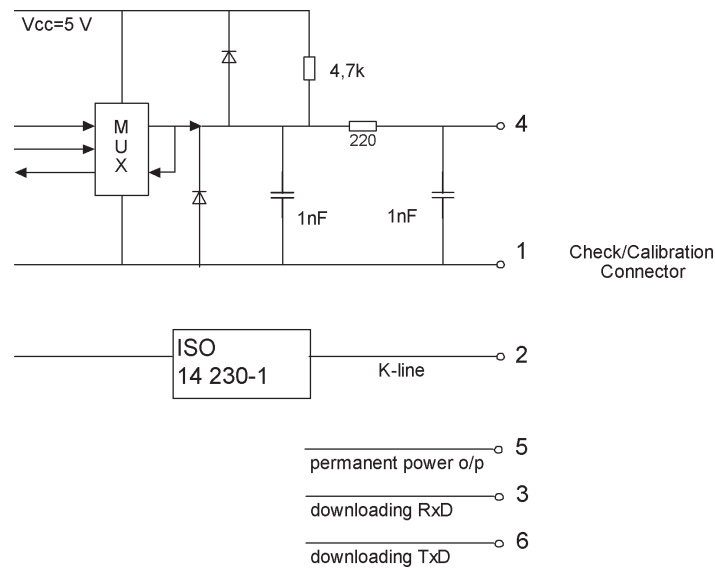 Vcc=5 V
4,7k
M
U
X
4
220
1nF
1nF
1
Check/Calibration
Connector
ISO
14 230-1
K-line
2
5
permanent power o/p
3
downloading RxD
6
downloading TxD